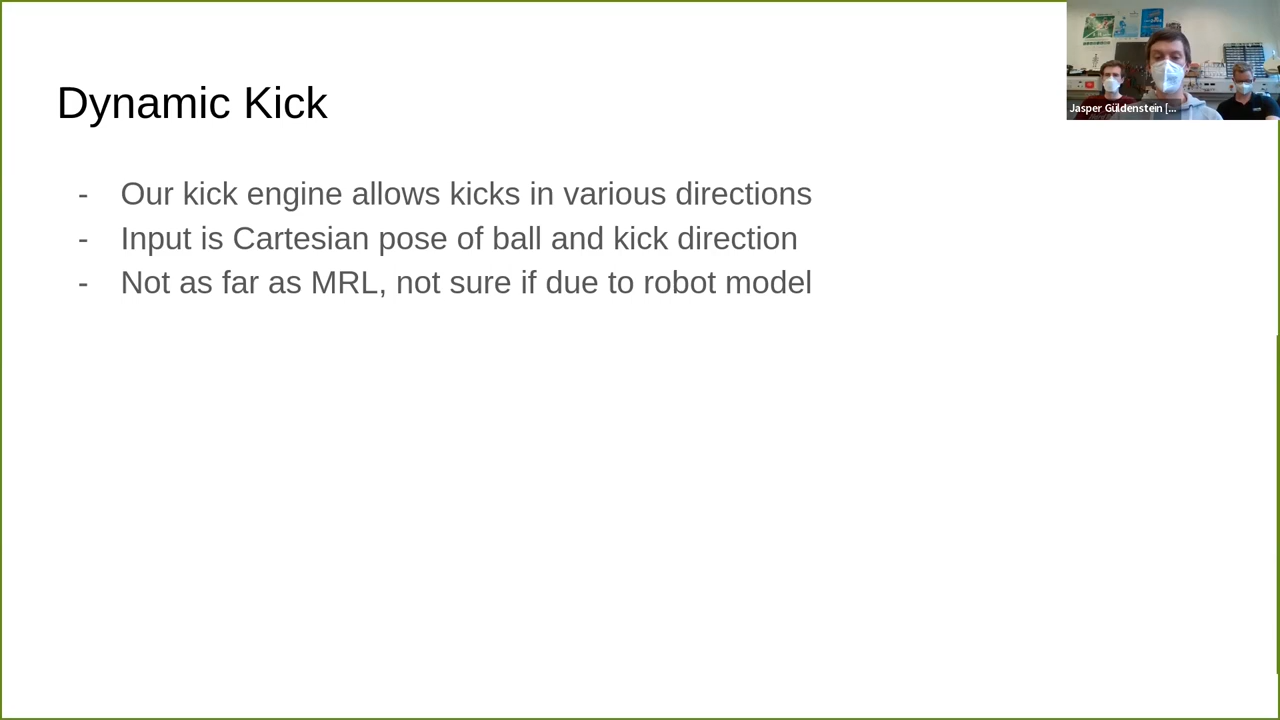 Dynamic Kick
- Our kick engine allows kicks in various directions
- Input is Cartesian pose of ball and kick direction
- Not as far as MRL, not sure if due to robot model
Jasper Güldenstein [...